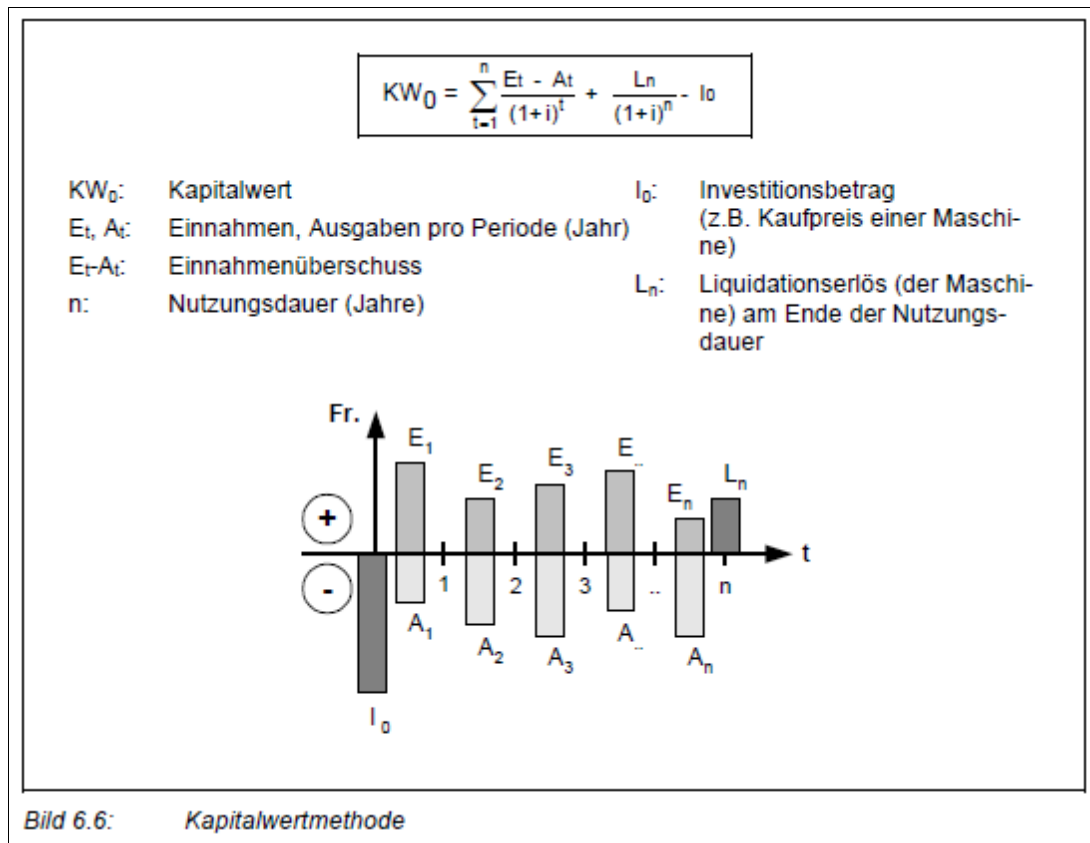 KW0 = n∑t=1 Et - At/(1+i)^t + Ln/(1+i)^n - I0
KW0: Kapitalwert
Et, At: Einnahmen, Ausgaben pro Periode (Jahr)
Et-At: Einnahmenüberschuss
n: Nutzungsdauer (Jahre)
I0: Investitionsbetrag
(z.B. Kaufpreis einer Maschi-
ne)
Ln: Liquidationserlös (der Maschi-
ne) am Ende der Nutzungs-
dauer
Fr.
E1 E2 E3 E.. En Ln
+
t
-
1 2 3 .. n
A1 A2 A3 A.. An
I0
Bild 6.6: Kapitalwertmethode